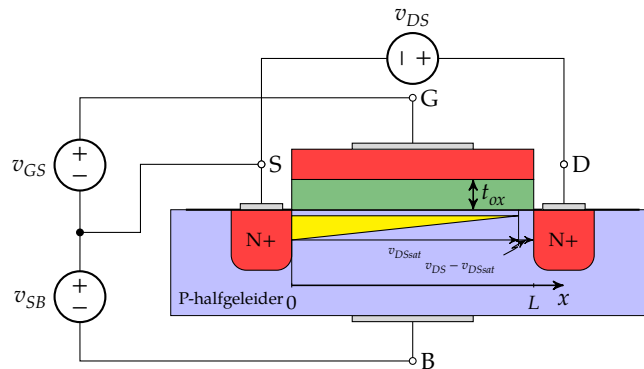 v_DS
G
S
D
v_GS
t_ox
N+
N+
v_DSsat
v_DS − v_DSsat
v_SB
P-halfgeleider
0
L
x
B